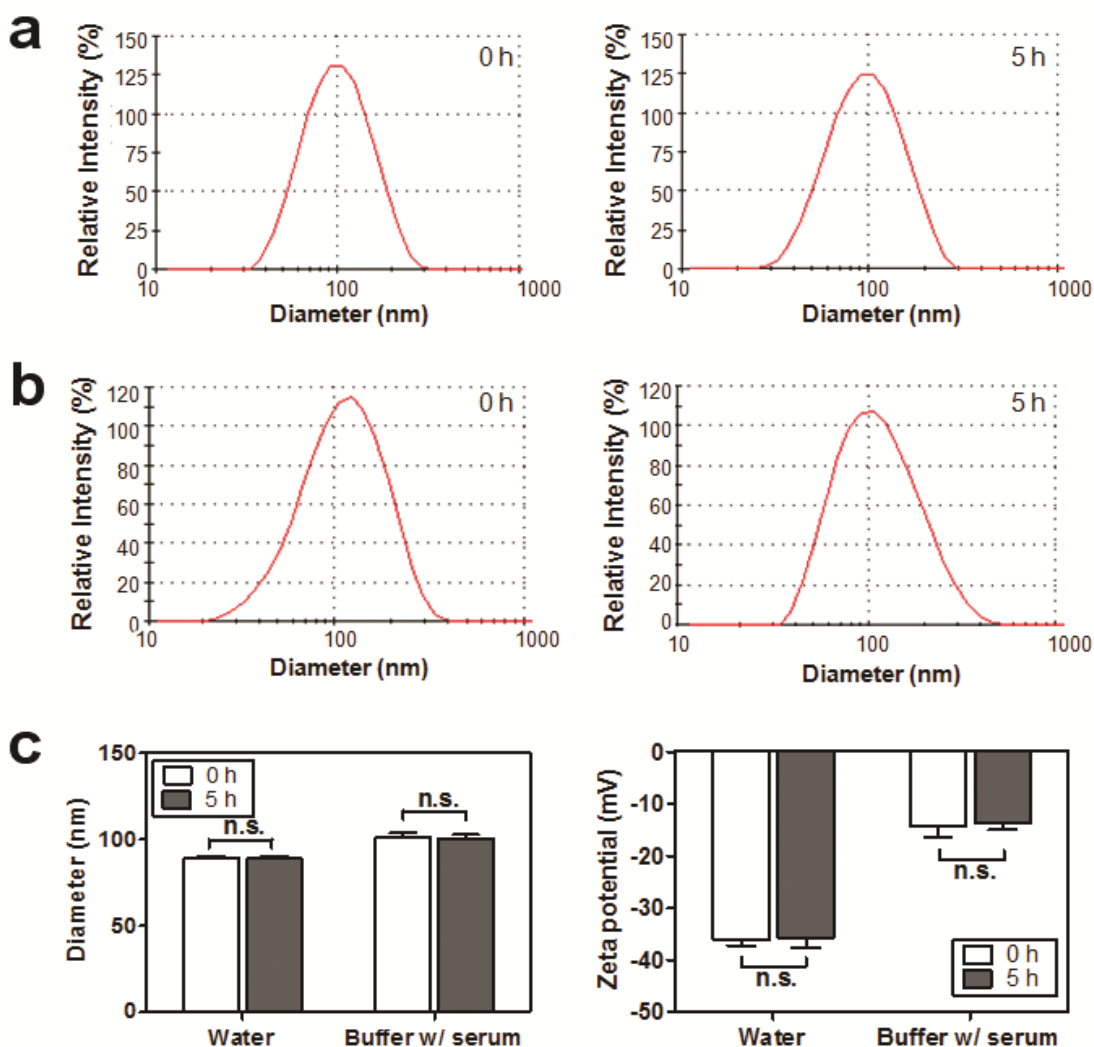 a
Relative Intensity (%)
150
125
100
75
50
25
0
0 h
10
100
1000
Diameter (nm)
Relative Intensity (%)
150
125
100
75
50
25
0
5 h
10
100
1000
Diameter (nm)
b
Relative Intensity (%)
120
100
80
60
40
20
0
0 h
10
100
1000
Diameter (nm)
Relative Intensity (%)
120
100
80
60
40
20
0
5 h
10
100
1000
Diameter (nm)
c
Diameter (nm)
150
100
50
0
0 h
5 h
n.s.
n.s.
Water
Buffer w/ serum
Zeta potential (mV)
0
-10
-20
-30
-40
-50
n.s.
n.s.
0 h
5 h
Water
Buffer w/ serum